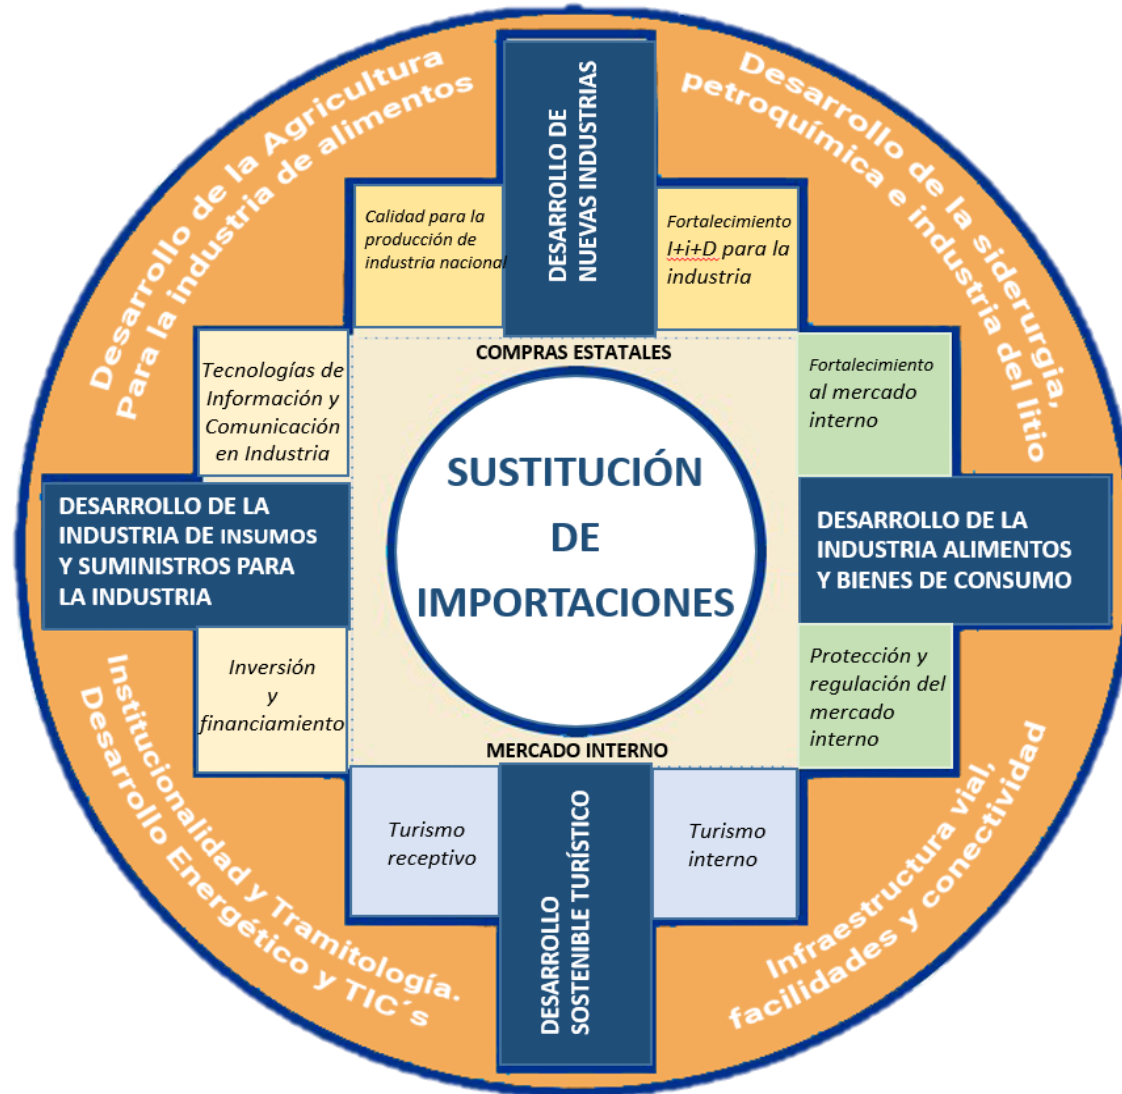 Desarrollo de la Agricultura
Para la industria de alimentos
Desarrollo de la siderurgia,
petroquímica e industria del litio
DESARROLLO DE
NUEVAS INDUSTRIAS
Calidad para la
producción de
industria nacional
Fortalecimiento
I+i+D para la
industria
Tecnologías de
Información y
Comunicación
en Industria
COMPRAS ESTATALES
Fortalecimiento
al mercado
interno
DESARROLLO DE LA
INDUSTRIA DE INSUMOS
Y SUMINISTROS PARA
LA INDUSTRIA
SUSTITUCIÓN
DE
IMPORTACIONES
DESARROLLO DE LA
INDUSTRIA ALIMENTOS
Y BIENES DE CONSUMO
Inversión
y
financiamiento
MERCADO INTERNO
Protección y
regulación del
mercado
interno
Turismo
receptivo
DESARROLLO
SOSTENIBLE TURÍSTICO
Turismo
interno
Institucionalidad y Tramitología.
Desarrollo Energético y TIC´s
Infraestructura vial,
facilidades y conectividad